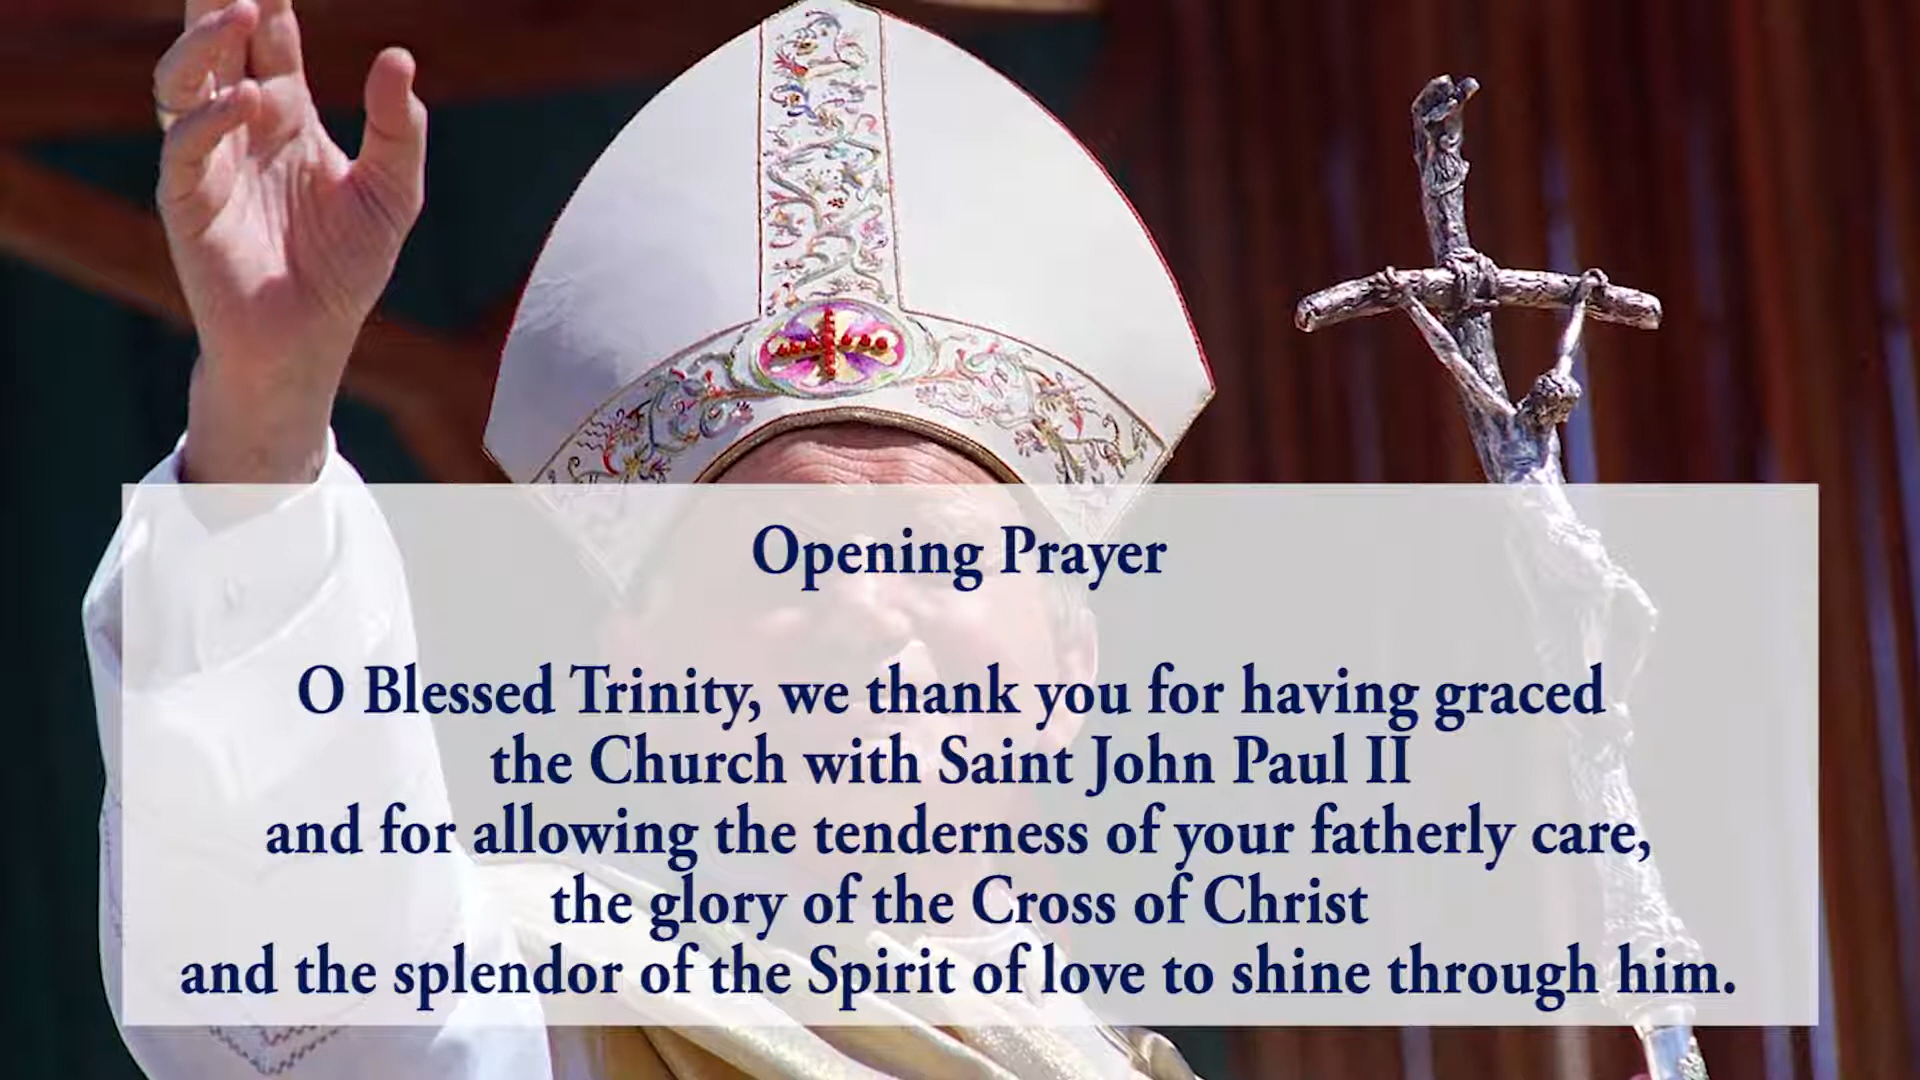 Opening Prayer
O Blessed Trinity, we thank you for having graced
the Church with Saint John Paul II
and for allowing the tenderness of your fatherly care,
the glory of the Cross of Christ
and the splendor of the Spirit of love to shine through him.